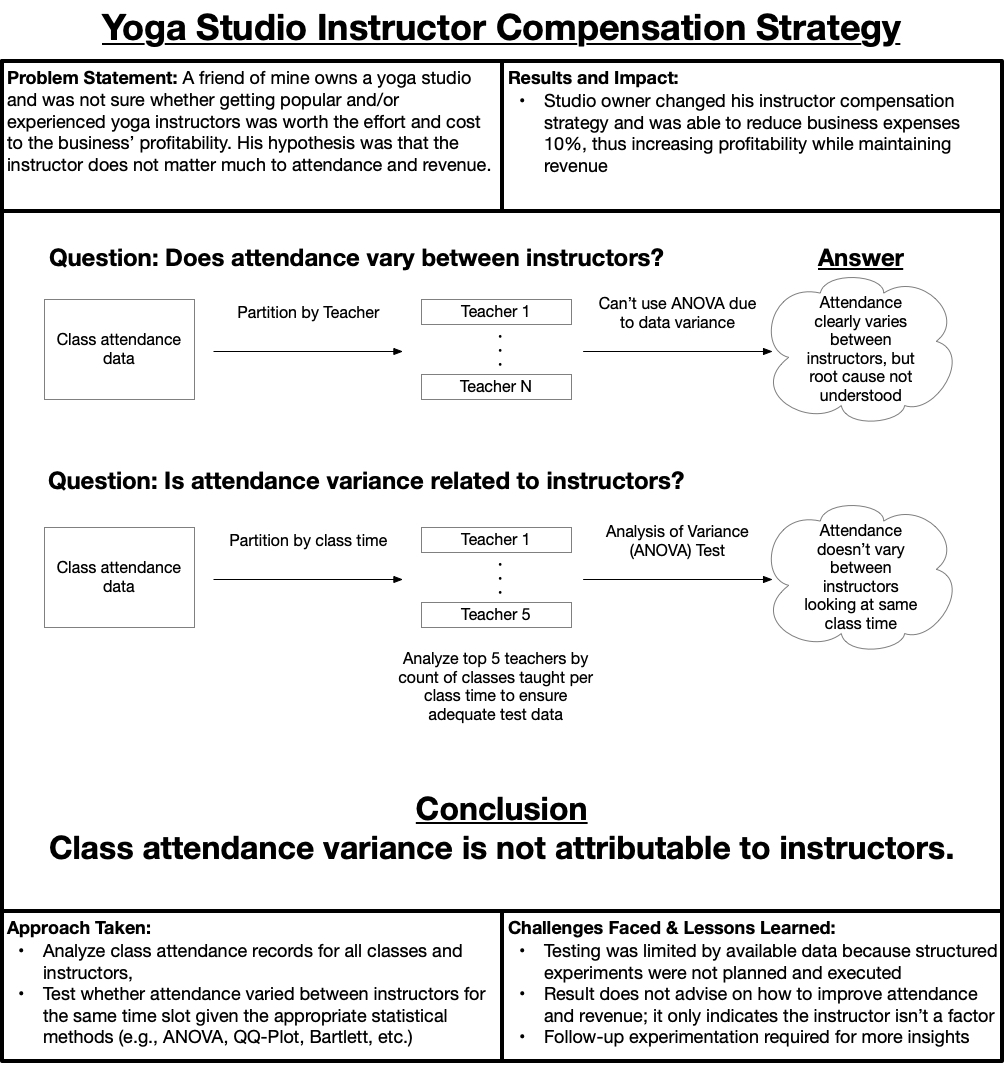 Yoga Studio Instructor Compensation Strategy
Problem Statement: A friend of mine owns a yoga studio
and was not sure whether getting popular and/or
experienced yoga instructors was worth the effort and cost
to the business’ profitability. His hypothesis was that the
instructor does not matter much to attendance and revenue.
Results and Impact:
• Studio owner changed his instructor compensation
strategy and was able to reduce business expenses
10%, thus increasing profitability while maintaining
revenue
Question: Does attendance vary between instructors?
Answer
Class attendance
data
Partition by Teacher
Teacher 1
Teacher N
Can’t use ANOVA due
to data variance
Attendance
clearly varies
between
instructors, but
root cause not
understood
Question: Is attendance variance related to instructors?
Class attendance
data
Partition by class time
Teacher 1
Teacher 5
Analyze top 5 teachers by
count of classes taught per
class time to ensure
adequate test data
Analysis of Variance
(ANOVA) Test
Attendance
doesn’t vary
between
instructors
looking at same
class time
Conclusion
Class attendance variance is not attributable to instructors.
Approach Taken:
• Analyze class attendance records for all classes and
instructors,
• Test whether attendance varied between instructors for
the same time slot given the appropriate statistical
methods (e.g., ANOVA, QQ-Plot, Bartlett, etc.)
Challenges Faced & Lessons Learned:
• Testing was limited by available data because structured
experiments were not planned and executed
• Result does not advise on how to improve attendance
and revenue; it only indicates the instructor isn’t a factor
• Follow-up experimentation required for more insights